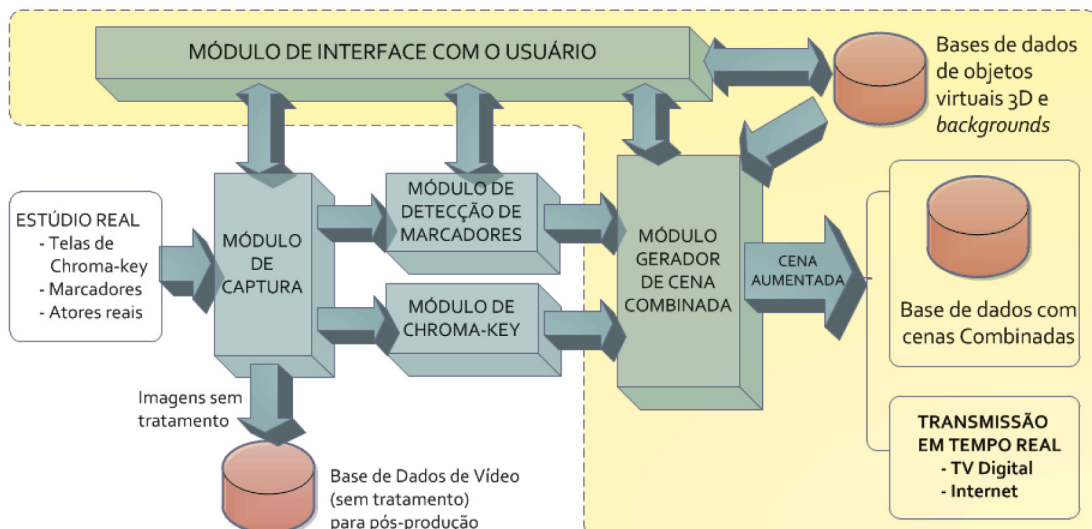 MÓDULO DE INTERFACE COM O USUÁRIO
Bases de dados
de objetos
virtuais 3D e
backgrounds
ESTÚDIO REAL
- Telas de
Chroma-key
- Marcadores
- Atores reais
MÓDULO
DE
CAPTURA
MÓDULO DE
DETECÇÃO DE
MARCADORES
MÓDULO DE
CHROMA-KEY
MÓDULO
GERADOR
DE CENA
COMBINADA
CENA
AUMENTADA
Base de dados com
cenas Combinadas
Imagens sem
tratamento
Base de Dados de Vídeo
(sem tratamento)
para pós-produção
TRANSMISSÃO
EM TEMPO REAL
- TV Digital
- Internet